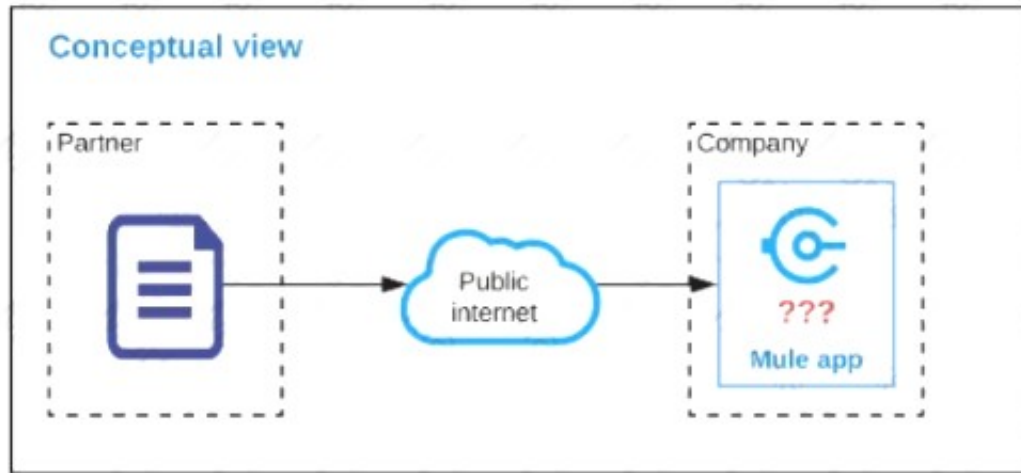 Conceptual view
Partner
Company
Public
internet
???
Mule app